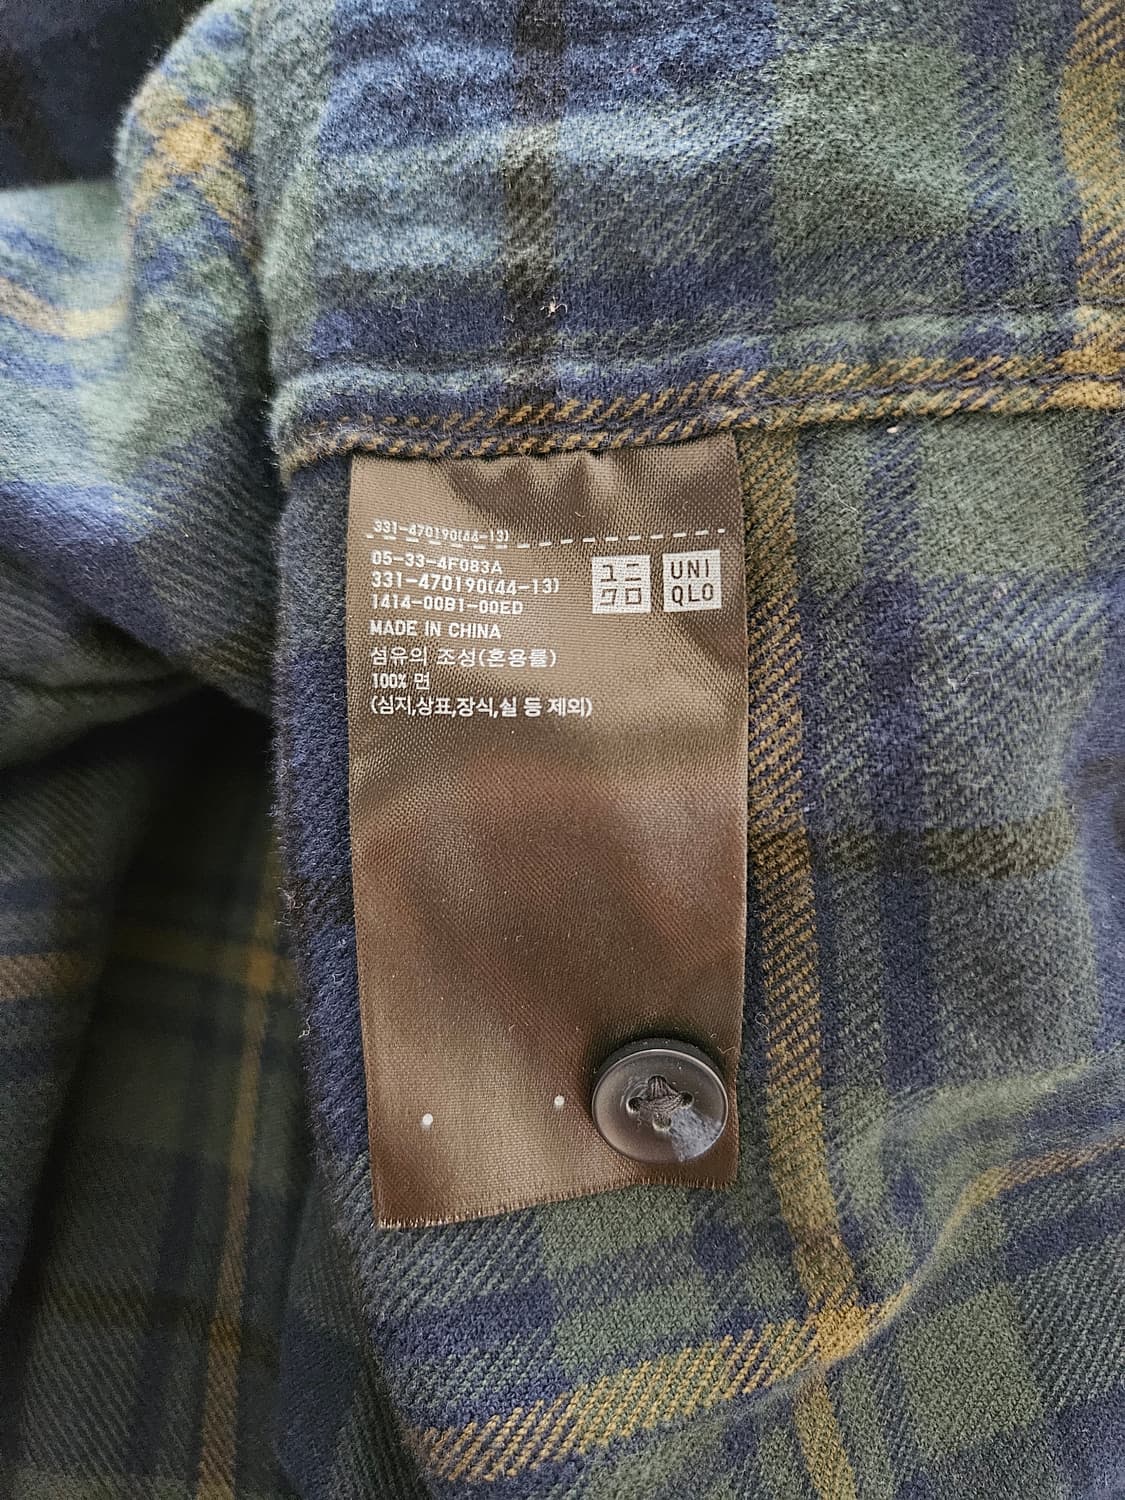 331-470190(44-13)
05-33-4F083A
331-470190(44-13)
1414-00B1-00ED
MADE IN CHINA
섬유의 조성(혼용률)
100% 면
(심지,상표,장식,실 등 제외)
ユニ
クロ
UNI
QLO